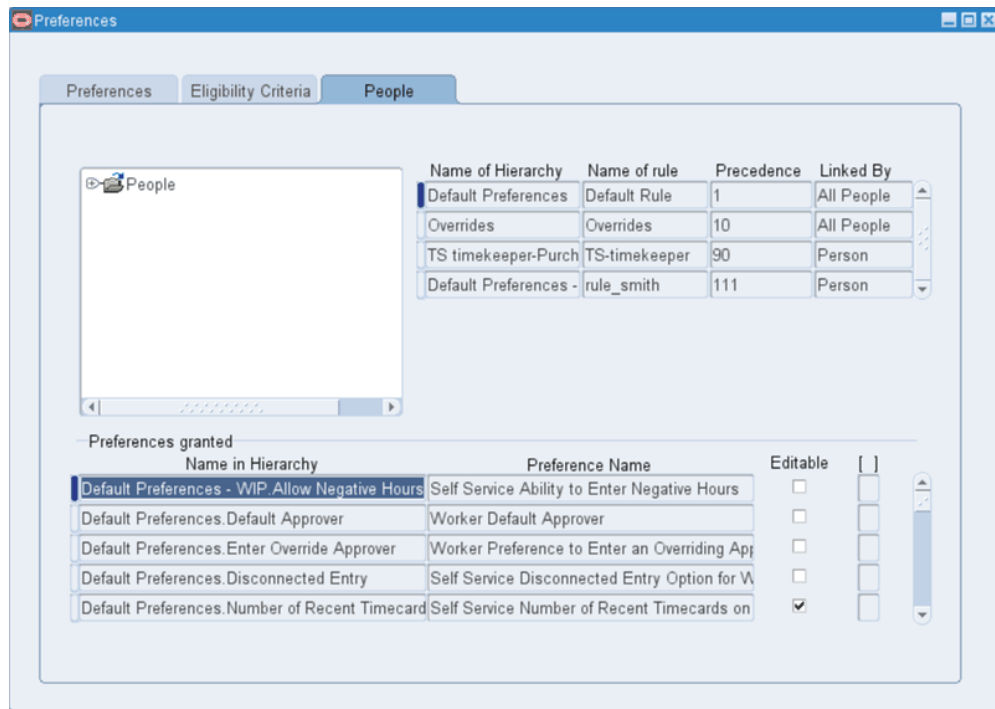 Preferences
Preferences Eligibility Criteria People
People
Name of Hierarchy Name of rule Precedence Linked By
Default Preferences Default Rule 1 All People
Overrides Overrides 10 All People
TS timekeeper-Purch TS-timekeeper 90 Person
Default Preferences - rule_smith 111 Person
Preferences granted
Name in Hierarchy Preference Name Editable [ ]
Default Preferences - WIP.Allow Negative Hours Self Service Ability to Enter Negative Hours
Default Preferences.Default Approver Worker Default Approver
Default Preferences.Enter Override Approver Worker Preference to Enter an Overriding App
Default Preferences.Disconnected Entry Self Service Disconnected Entry Option for W
Default Preferences.Number of Recent Timecard Self Service Number of Recent Timecards on